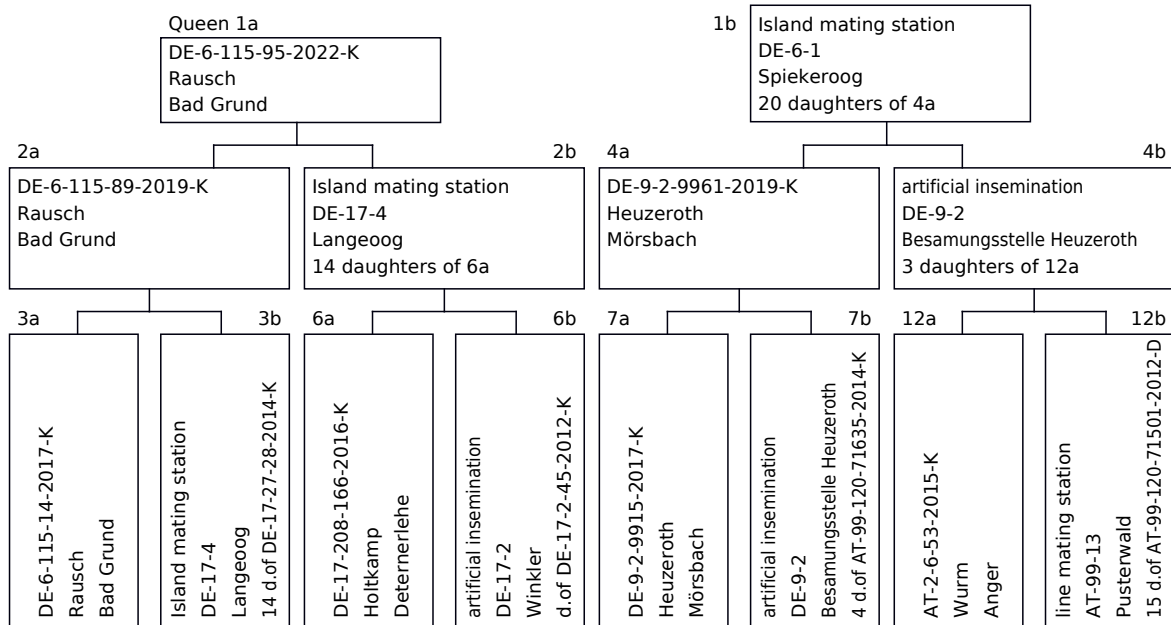 Queen 1a
DE-6-115-95-2022-K
Rausch
Bad Grund
1b
Island mating station
DE-6-1
Spiekeroog
20 daughters of 4a
2a
DE-6-115-89-2019-K
Rausch
Bad Grund
2b
Island mating station
DE-17-4
Langeoog
14 daughters of 6a
4a
DE-9-2-9961-2019-K
Heuzeroth
Mörsbach
4b
artificial insemination
DE-9-2
Besamungsstelle Heuzeroth
3 daughters of 12a
3a
DE-6-115-14-2017-K
Rausch
Bad Grund
3b
Island mating station
DE-17-4
Langeoog
14 d.of DE-17-27-28-2014-K
6a
DE-17-208-166-2016-K
Holtkamp
Deternerlehe
6b
artificial insemination
DE-17-2
Winkler
d.of DE-17-2-45-2012-K
7a
DE-9-2-9915-2017-K
Heuzeroth
Mörsbach
7b
artificial insemination
DE-9-2
Besamungsstelle Heuzeroth
4 d.of AT-99-120-71635-2014-K
12a
AT-2-6-53-2015-K
Wurm
Anger
12b
line mating station
AT-99-13
Pusterwald
15 d.of AT-99-120-71501-2012-D